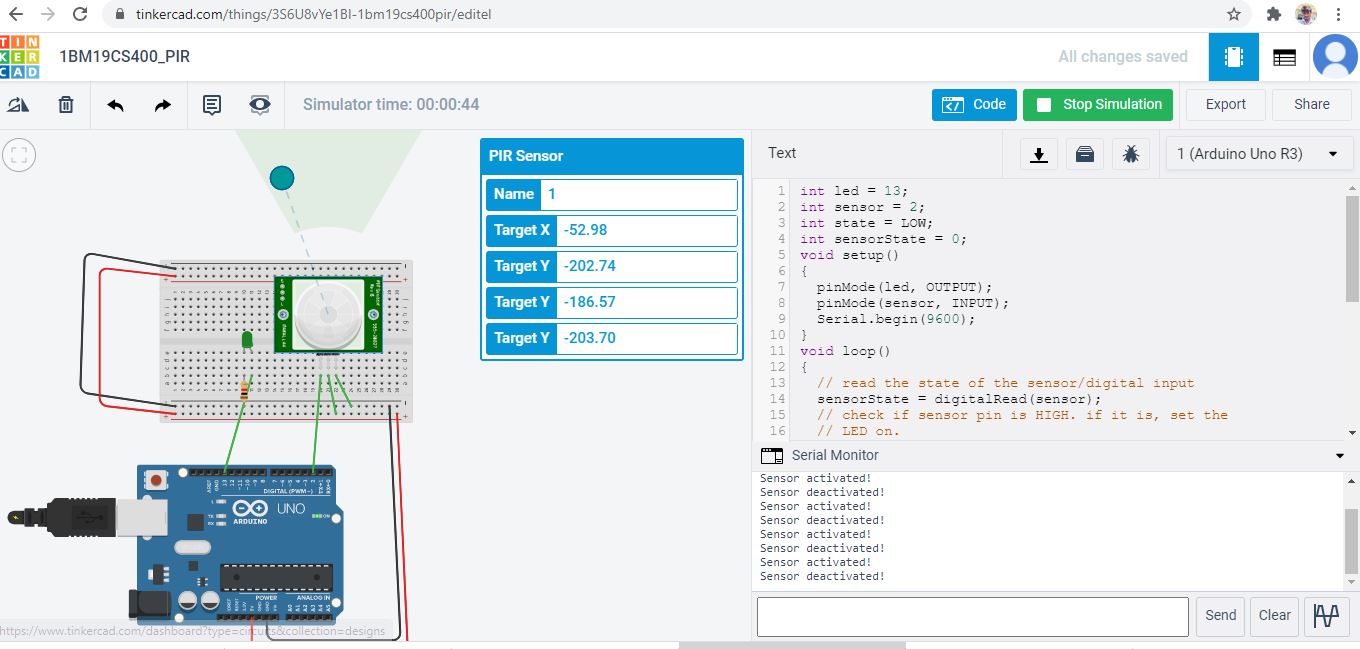 tinkercad.com/things/3S6U8vYe1BI-1bm19cs400pir/editel
TIN
KER
CAD
1BM19CS400_PIR
All changes saved
Simulator time: 00:00:44
Code
Stop Simulation
Export
Share
PIR Sensor
Name 1
Target X -52.98
Target Y -202.74
Target Y -186.57
Target Y -203.70
Text
1 (Arduino Uno R3)
1 int led = 13;
2 int sensor = 2;
3 int state = LOW;
4 int sensorState = 0;
5 void setup()
6 {
7 pinMode(led, OUTPUT);
8 pinMode(sensor, INPUT);
9 Serial.begin(9600);
10 }
11 void loop()
12 {
13 // read the state of the sensor/digital input
14 sensorState = digitalRead(sensor);
15 // check if sensor pin is HIGH. if it is, set the
16 // LED on.
Serial Monitor
Sensor activated!
Sensor deactivated!
Sensor activated!
Sensor deactivated!
Sensor activated!
Sensor deactivated!
Sensor activated!
Sensor deactivated!
Send
Clear
DIGITAL (PWM~)
UNO
ARDUINO
TX
RX
ON
POWER
ANALOG IN
https://www.tinkercad.com/dashboard?type=circuits&collection=designs